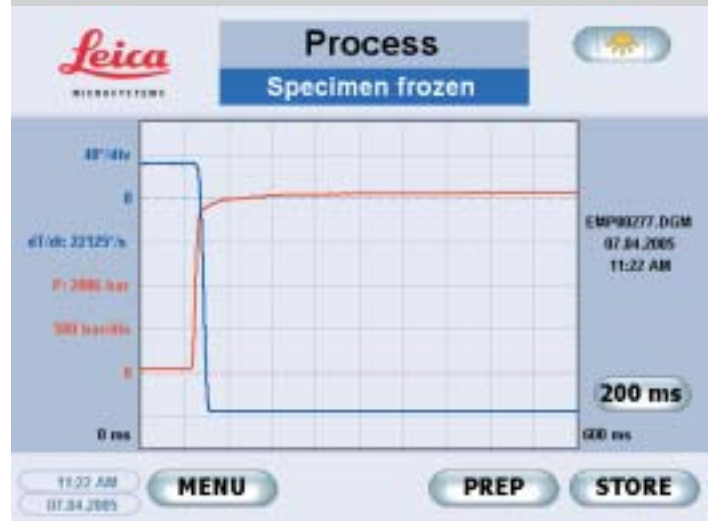 Leica
MICROSYSTEMS
Process
Specimen frozen
40°/div
0
dT/dt: 22125°/s
P: 2086 bar
500 bar/div
0
0 ms
600 ms
EMP00277.DGM
07.04.2005
11:22 AM
200 ms
11:22 AM
07.04.2005
MENU
PREP
STORE